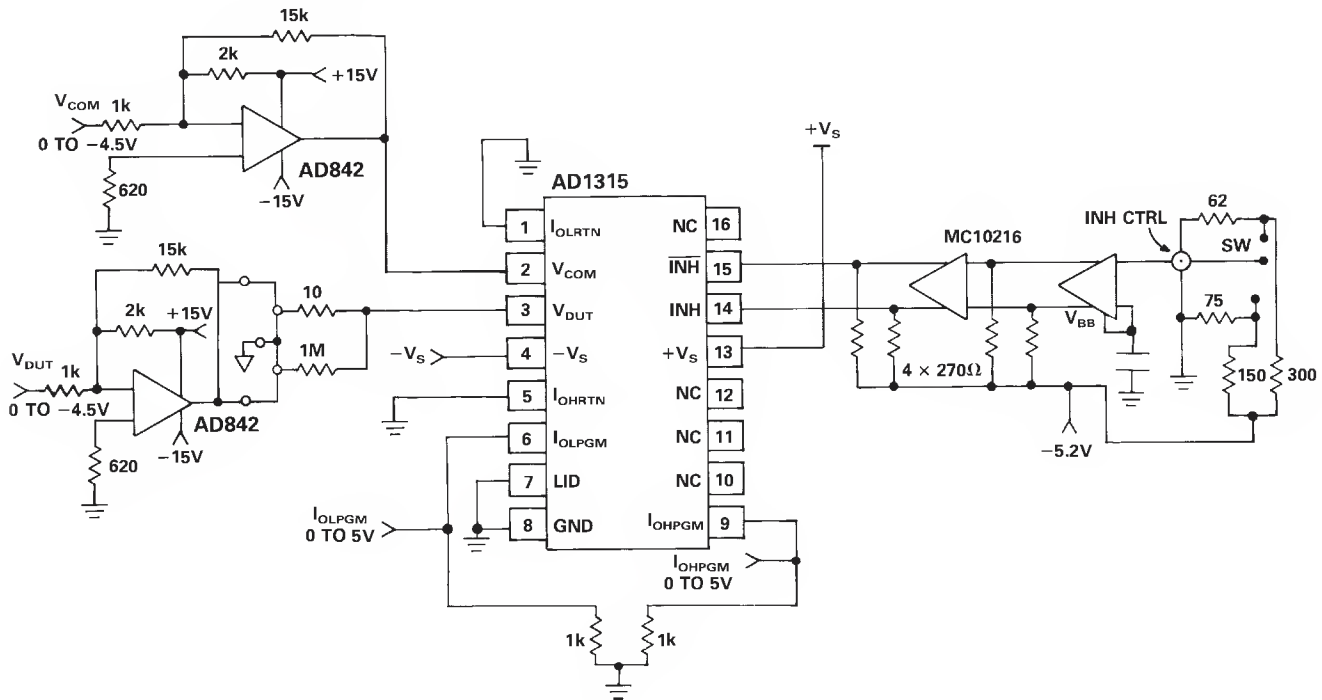 15k
2k
+15V
V_COM
1k
0 TO −4.5V
AD842
620
−15V
15k
2k
+15V
V_DUT
1k
0 TO −4.5V
AD842
620
−15V
10
1M
−V_S
AD1315
1 I_OLRTN
2 V_COM
3 V_DUT
4 −V_S
5 I_OHRTN
6 I_OLPGM
7 LID
8 GND
NC 16
I̅N̅H̅ 15
INH 14
+V_S 13
NC 12
NC 11
NC 10
I_OHPGM 9
I_OLPGM
0 TO 5V
I_OHPGM
0 TO 5V
1k
1k
+V_S
MC10216
INH CTRL
62
SW
V_BB
75
4 × 270Ω
150
300
−5.2V